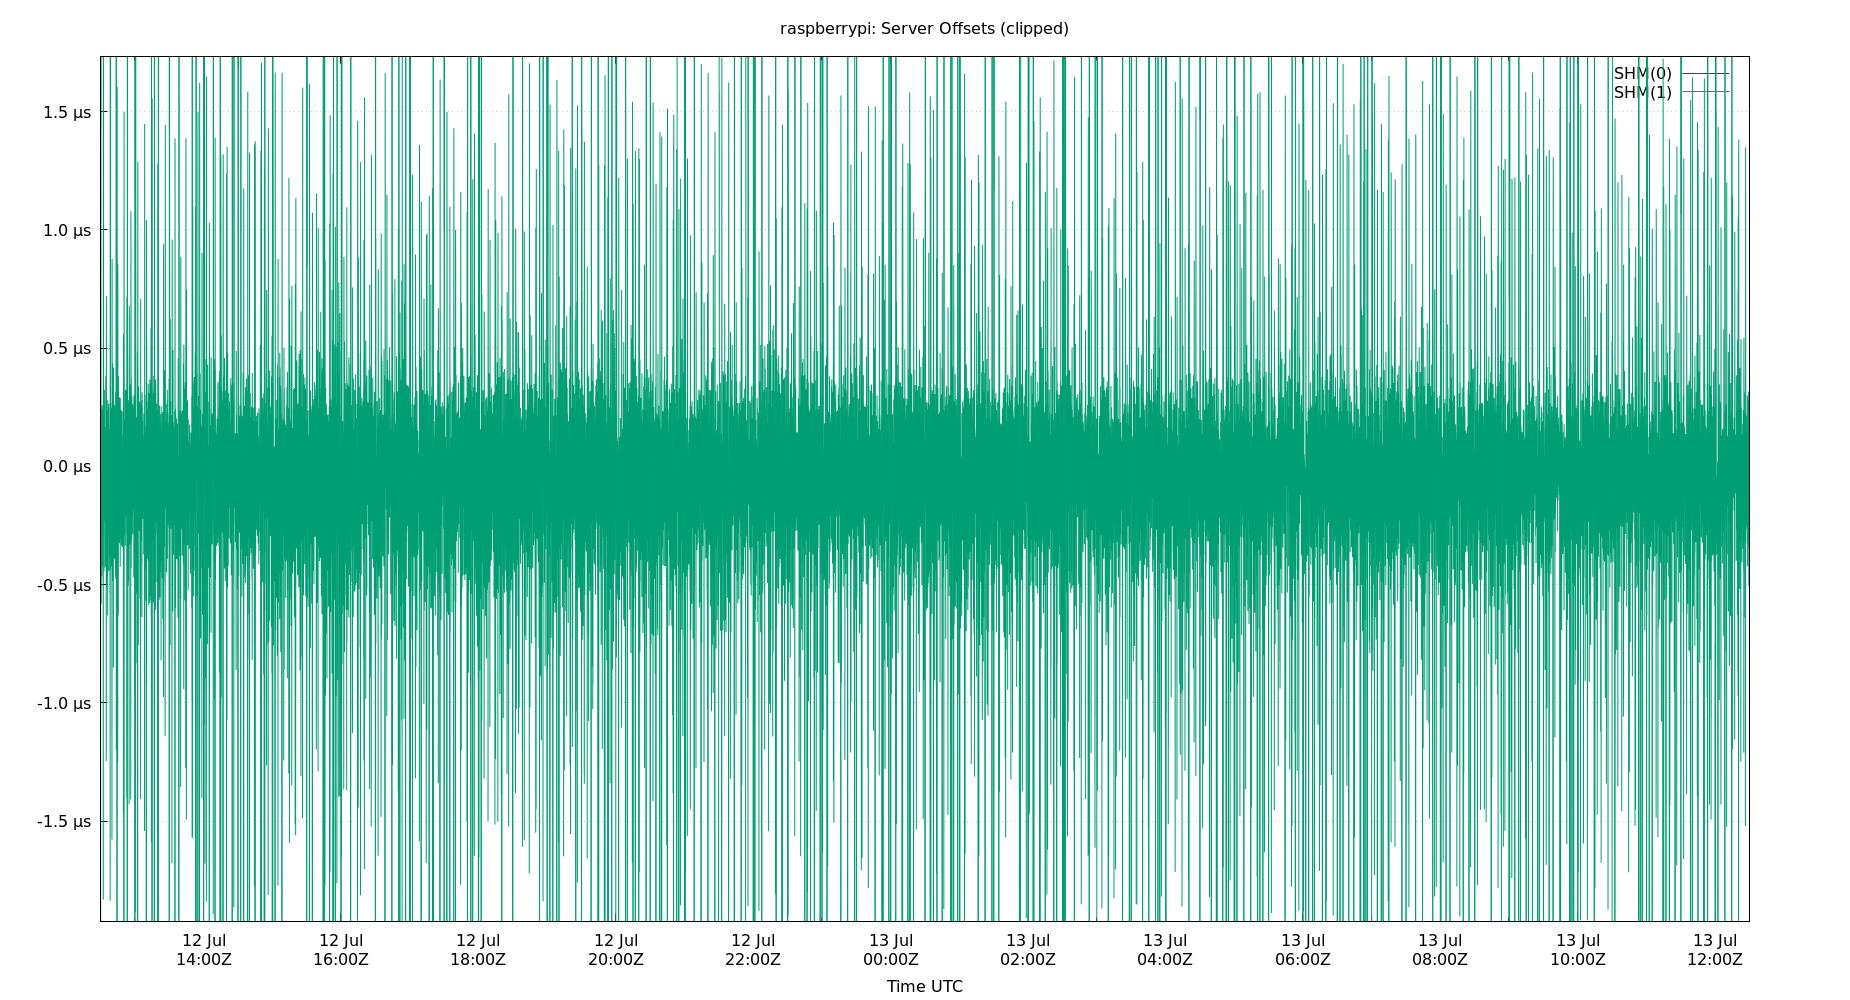 raspberrypi: Server Offsets (clipped)
SHM(0)
SHM(1)
1.5 µs
1.0 µs
0.5 µs
0.0 µs
-0.5 µs
-1.0 µs
-1.5 µs
12 Jul 12 Jul 12 Jul 12 Jul 12 Jul 13 Jul 13 Jul 13 Jul 13 Jul 13 Jul 13 Jul 13 Jul
14:00Z 16:00Z 18:00Z 20:00Z 22:00Z 00:00Z 02:00Z 04:00Z 06:00Z 08:00Z 10:00Z 12:00Z
Time UTC